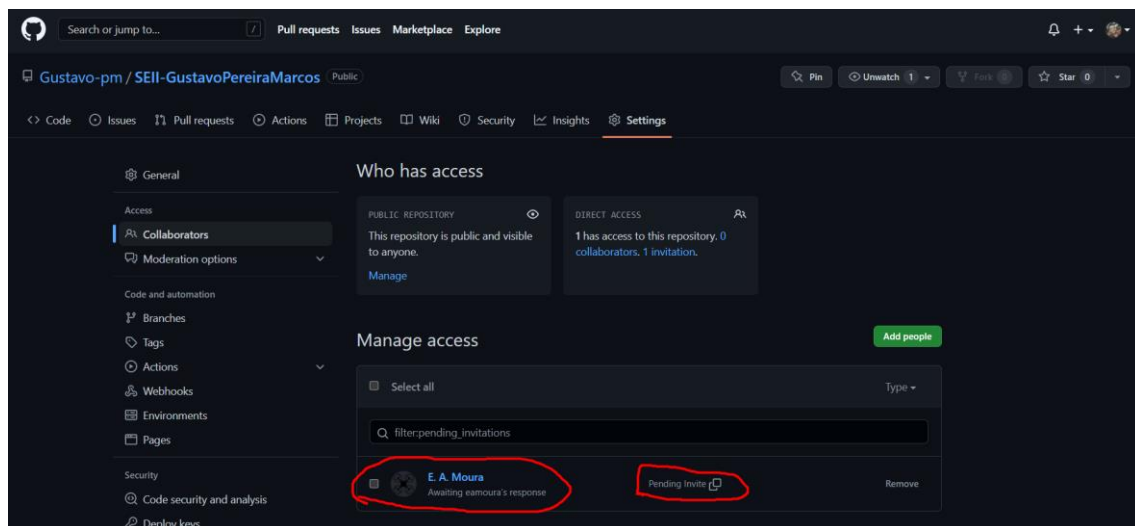 Search or jump to... / Pull requests Issues Marketplace Explore
Gustavo-pm / SEII-GustavoPereiraMarcos Public
Pin Unwatch 1 Fork 0 Star 0
Code Issues Pull requests Actions Projects Wiki Security Insights Settings
General
Access
Collaborators
Moderation options
Code and automation
Branches
Tags
Actions
Webhooks
Environments
Pages
Security
Code security and analysis
Deploy keys
Who has access
PUBLIC REPOSITORY
This repository is public and visible
to anyone.
Manage
DIRECT ACCESS
1 has access to this repository. 0
collaborators. 1 invitation.
Manage access
Add people
Select all
Type
filter:pending_invitations
E. A. Moura
Awaiting eamoura's response
Pending Invite
Remove